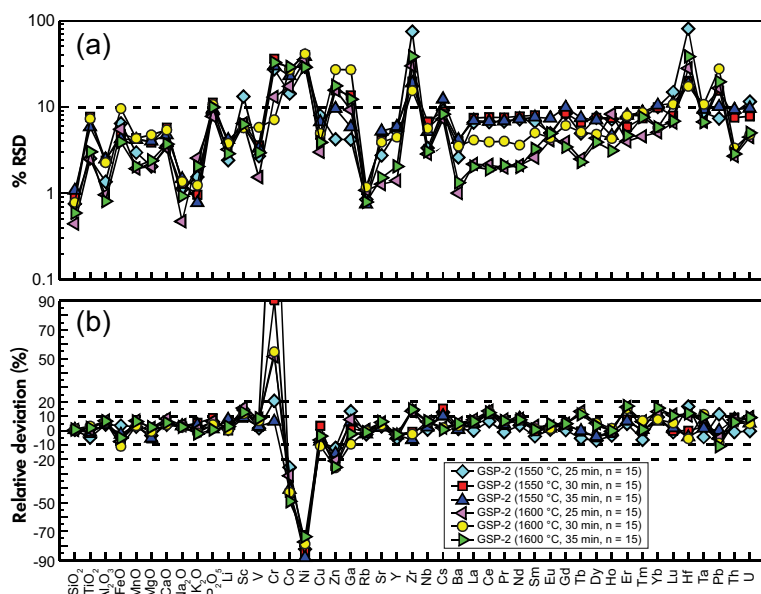 (a)
% RSD
100
10
1
0.1
(b)
Relative deviation (%)
90
70
50
20
10
0
-10
-20
-50
-70
-90
GSP-2 (1550 °C, 25 min, n = 15)
GSP-2 (1550 °C, 30 min, n = 15)
GSP-2 (1550 °C, 35 min, n = 15)
GSP-2 (1600 °C, 25 min, n = 15)
GSP-2 (1600 °C, 30 min, n = 15)
GSP-2 (1600 °C, 35 min, n = 15)
SiO2 TiO2 Al2O3 FeO MnO MgO CaO Na2O K2O P2O5 Li Sc V Cr Co Ni Cu Zn Ga Rb Sr Y Zr Nb Cs Ba La Ce Pr Nd Sm Eu Gd Tb Dy Ho Er Tm Yb Lu Hf Ta Pb Th U